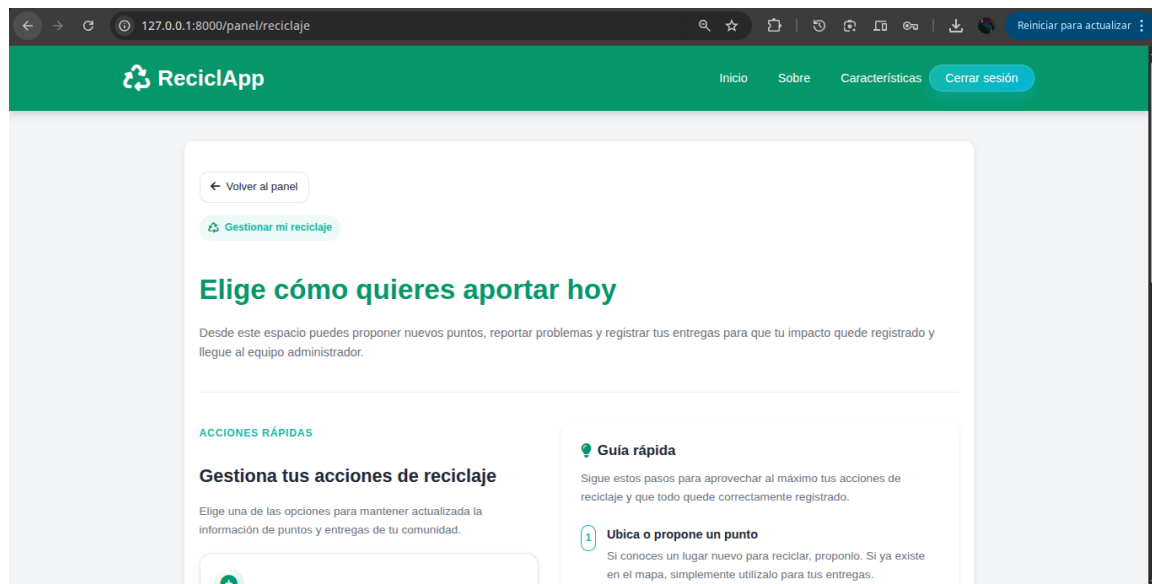 127.0.0.1:8000/panel/reciclaje
Reiniciar para actualizar
ReciclApp
Inicio
Sobre
Características
Cerrar sesión
Volver al panel
Gestionar mi reciclaje
Elige cómo quieres aportar hoy
Desde este espacio puedes proponer nuevos puntos, reportar problemas y registrar tus entregas para que tu impacto quede registrado y
llegue al equipo administrador.
ACCIONES RÁPIDAS
Gestiona tus acciones de reciclaje
Elige una de las opciones para mantener actualizada la
información de puntos y entregas de tu comunidad.
Guía rápida
Sigue estos pasos para aprovechar al máximo tus acciones de
reciclaje y que todo quede correctamente registrado.
1
Ubica o propone un punto
Si conoces un lugar nuevo para reciclar, proponlo. Si ya existe
en el mapa, simplemente utilízalo para tus entregas.